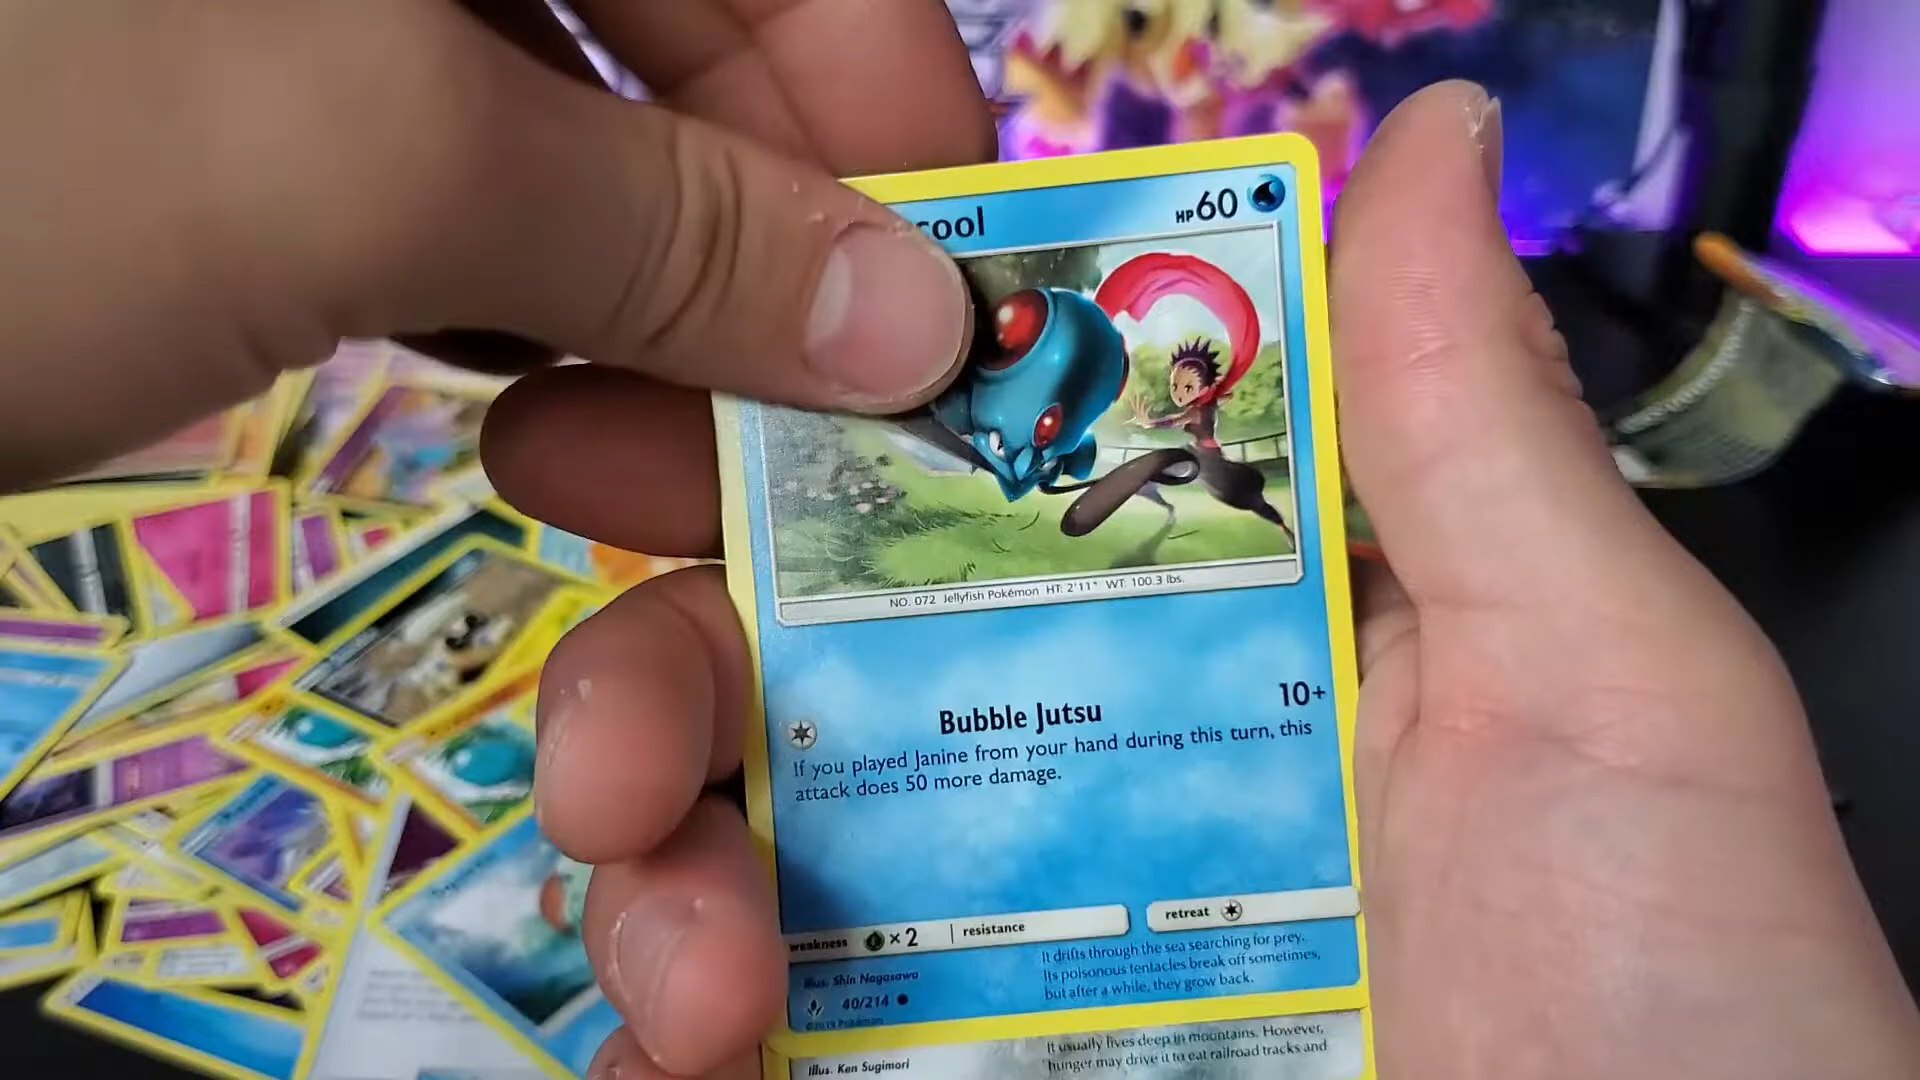 cool HP60
NO. 072 Jellyfish Pokémon HT: 2'11" WT: 100.3 lbs.
Bubble Jutsu 10+
If you played Janine from your hand during this turn, this
attack does 50 more damage.
weakness ×2 resistance retreat
It drifts through the sea searching for prey.
Its poisonous tentacles break off sometimes,
but after a while, they grow back.
Illus. Shin Nagasawa
40/214
©2019 Pokémon
It usually lives deep in mountains. However,
hunger may drive it to eat railroad tracks and
Illus. Ken Sugimori